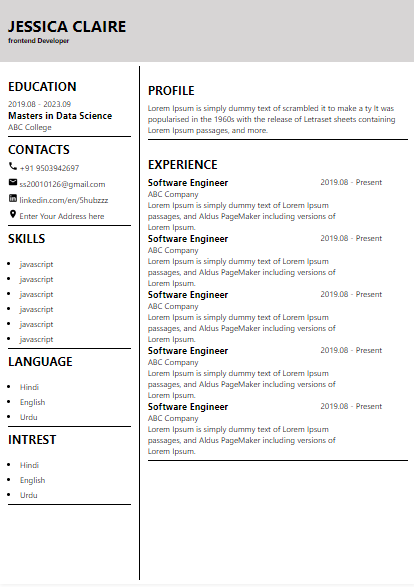 JESSICA CLAIRE
frontend Developer
EDUCATION
2019.08 - 2023.09
Masters in Data Science
ABC College
CONTACTS
+91 9503942697
ss20010126@gmail.com
linkedin.com/en/Shubzzz
Enter Your Address here
SKILLS
javascript
javascript
javascript
javascript
javascript
javascript
LANGUAGE
Hindi
English
Urdu
INTREST
Hindi
English
Urdu
PROFILE
Lorem Ipsum is simply dummy text of scrambled it to make a ty It was
popularised in the 1960s with the release of Letraset sheets containing
Lorem Ipsum passages, and more.
EXPERIENCE
Software Engineer 2019.08 - Present
ABC Company
Lorem Ipsum is simply dummy text of Lorem Ipsum
passages, and Aldus PageMaker including versions of
Lorem Ipsum.
Software Engineer 2019.08 - Present
ABC Company
Lorem Ipsum is simply dummy text of Lorem Ipsum
passages, and Aldus PageMaker including versions of
Lorem Ipsum.
Software Engineer 2019.08 - Present
ABC Company
Lorem Ipsum is simply dummy text of Lorem Ipsum
passages, and Aldus PageMaker including versions of
Lorem Ipsum.
Software Engineer 2019.08 - Present
ABC Company
Lorem Ipsum is simply dummy text of Lorem Ipsum
passages, and Aldus PageMaker including versions of
Lorem Ipsum.
Software Engineer 2019.08 - Present
ABC Company
Lorem Ipsum is simply dummy text of Lorem Ipsum
passages, and Aldus PageMaker including versions of
Lorem Ipsum.